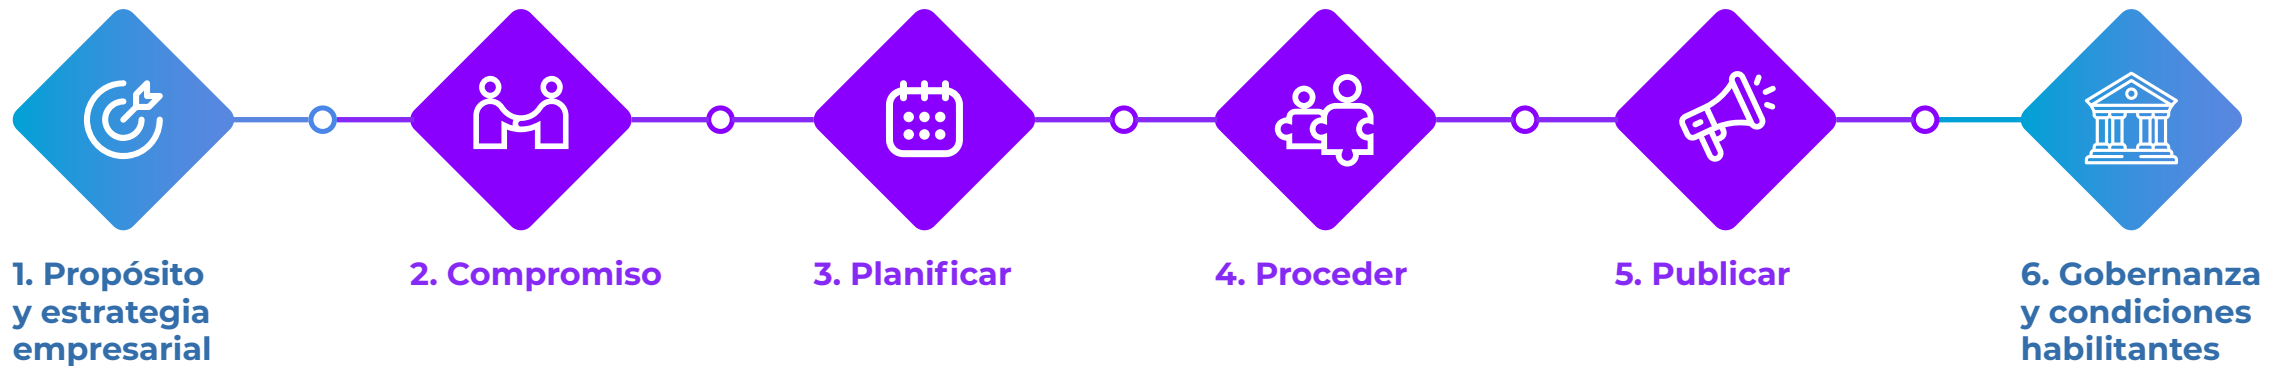 1. Propósito
y estrategia
empresarial
2. Compromiso
3. Planificar
4. Proceder
5. Publicar
6. Gobernanza
y condiciones
habilitantes